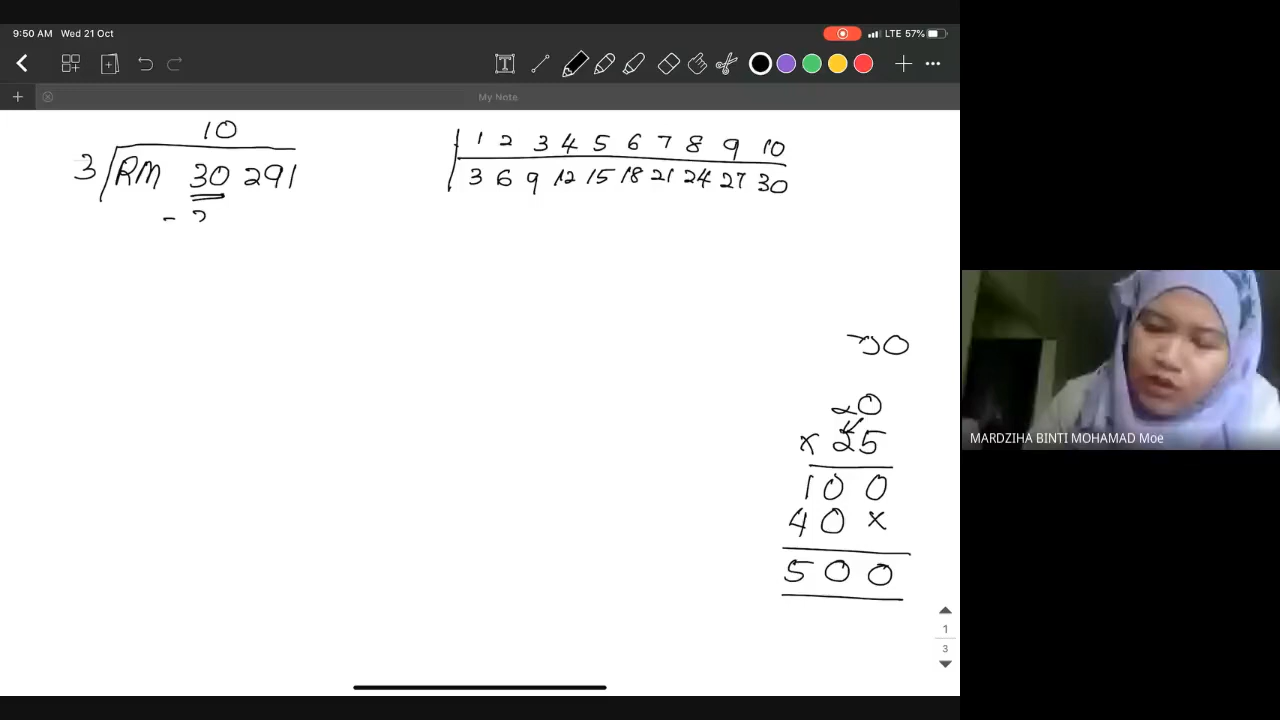 9:50 AM Wed 21 Oct
LTE 57%
My Note
10
3 RM 30 291
-
1 2 3 4 5 6 7 8 9 10
3 6 9 12 15 18 21 24 27 30
20
× 25
100
40×
500
MARDZIHA BINTI MOHAMAD Moe
1
3